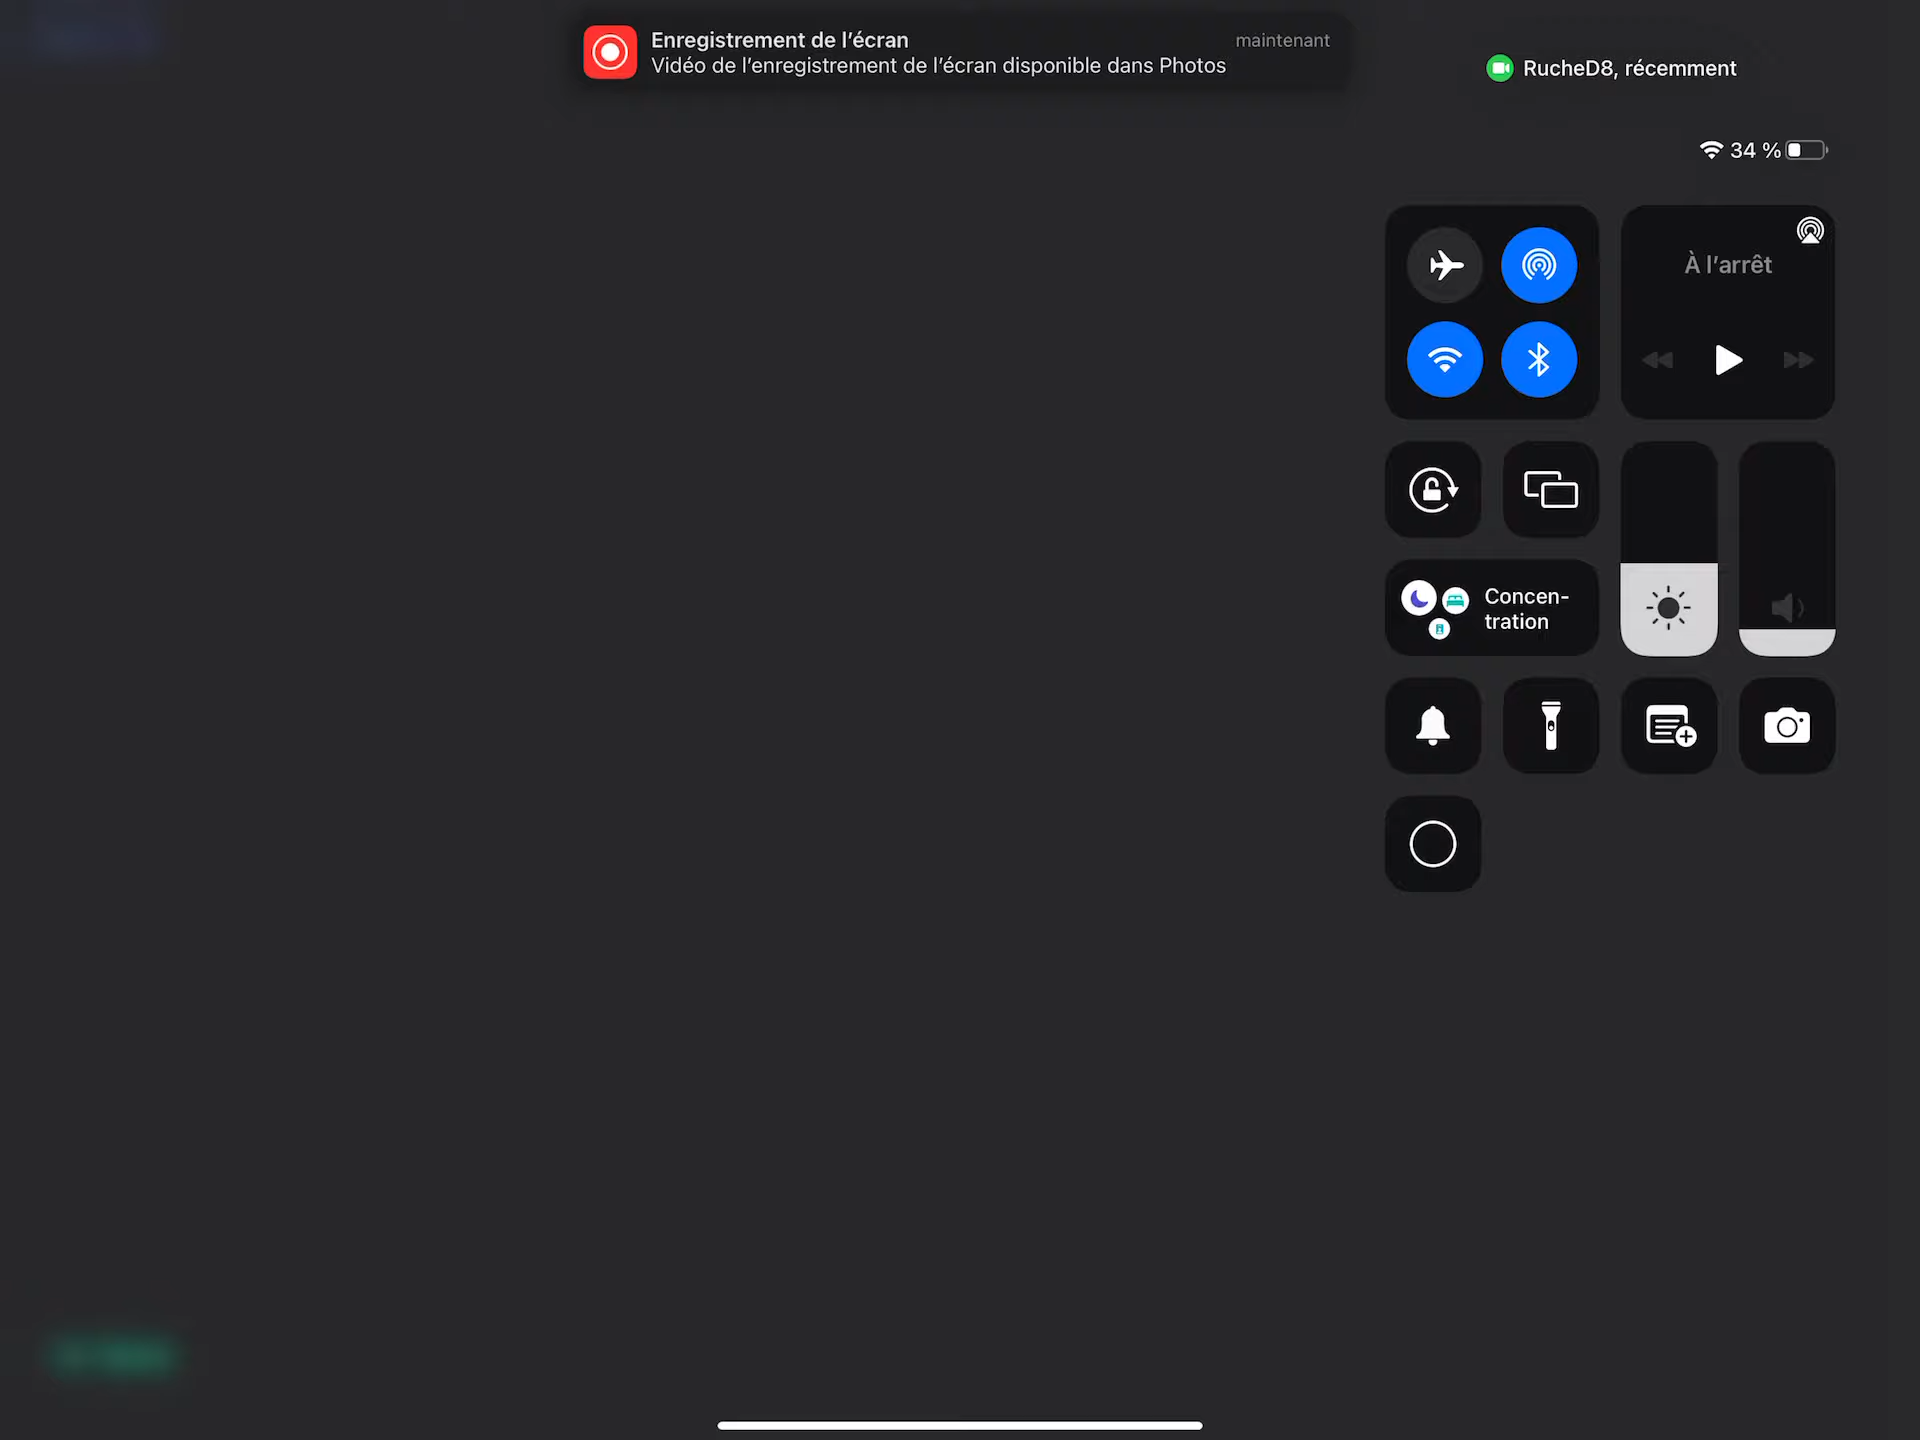 Enregistrement de l’écran
maintenant
Vidéo de l’enregistrement de l’écran disponible dans Photos
RucheD8, récemment
34 %
À l’arrêt
Concen-
tration